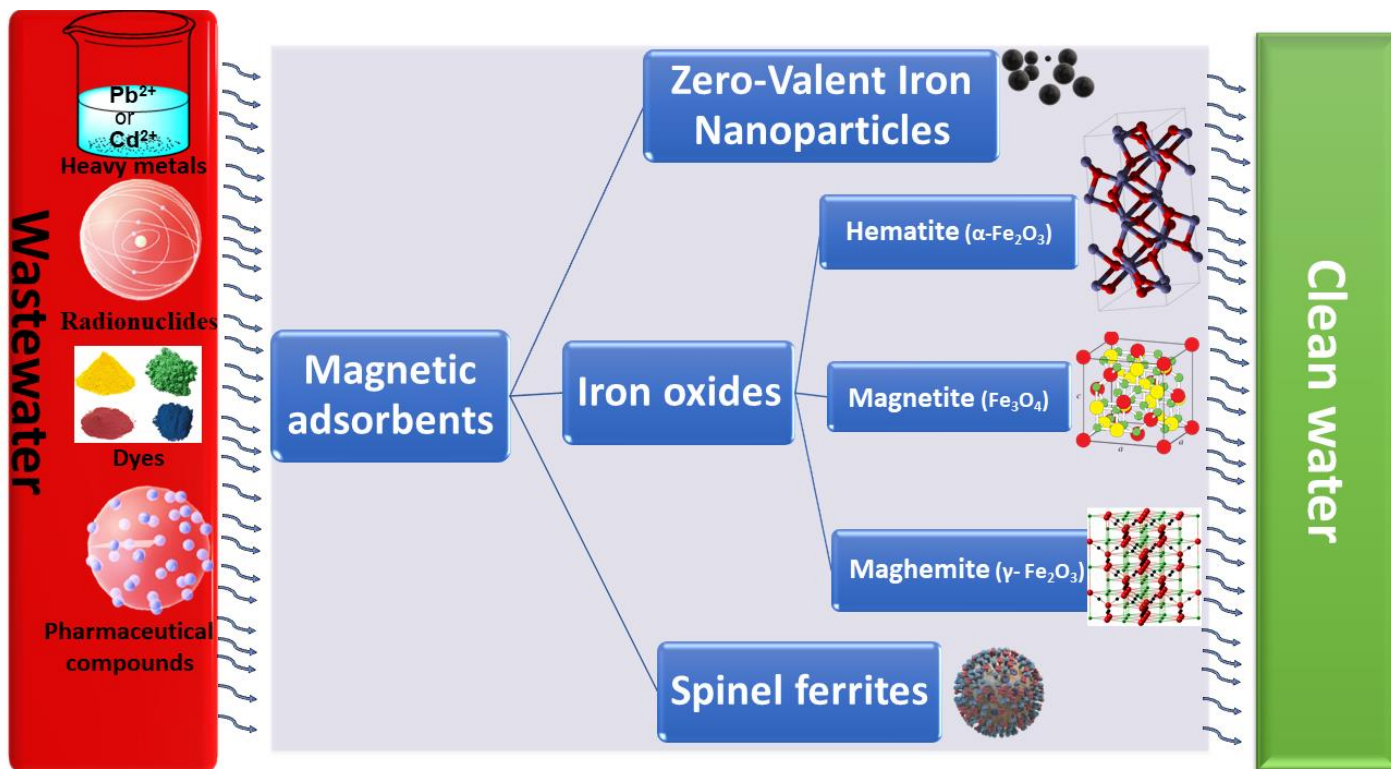 Wastewater
Pb²⁺
or
Cd²⁺
Heavy metals
Radionuclides
Dyes
Pharmaceutical
compounds
Magnetic
adsorbents
Zero-Valent Iron
Nanoparticles
Iron oxides
Hematite (α-Fe₂O₃)
Magnetite (Fe₃O₄)
c
a
a
Maghemite (γ- Fe₂O₃)
Spinel ferrites
Clean water